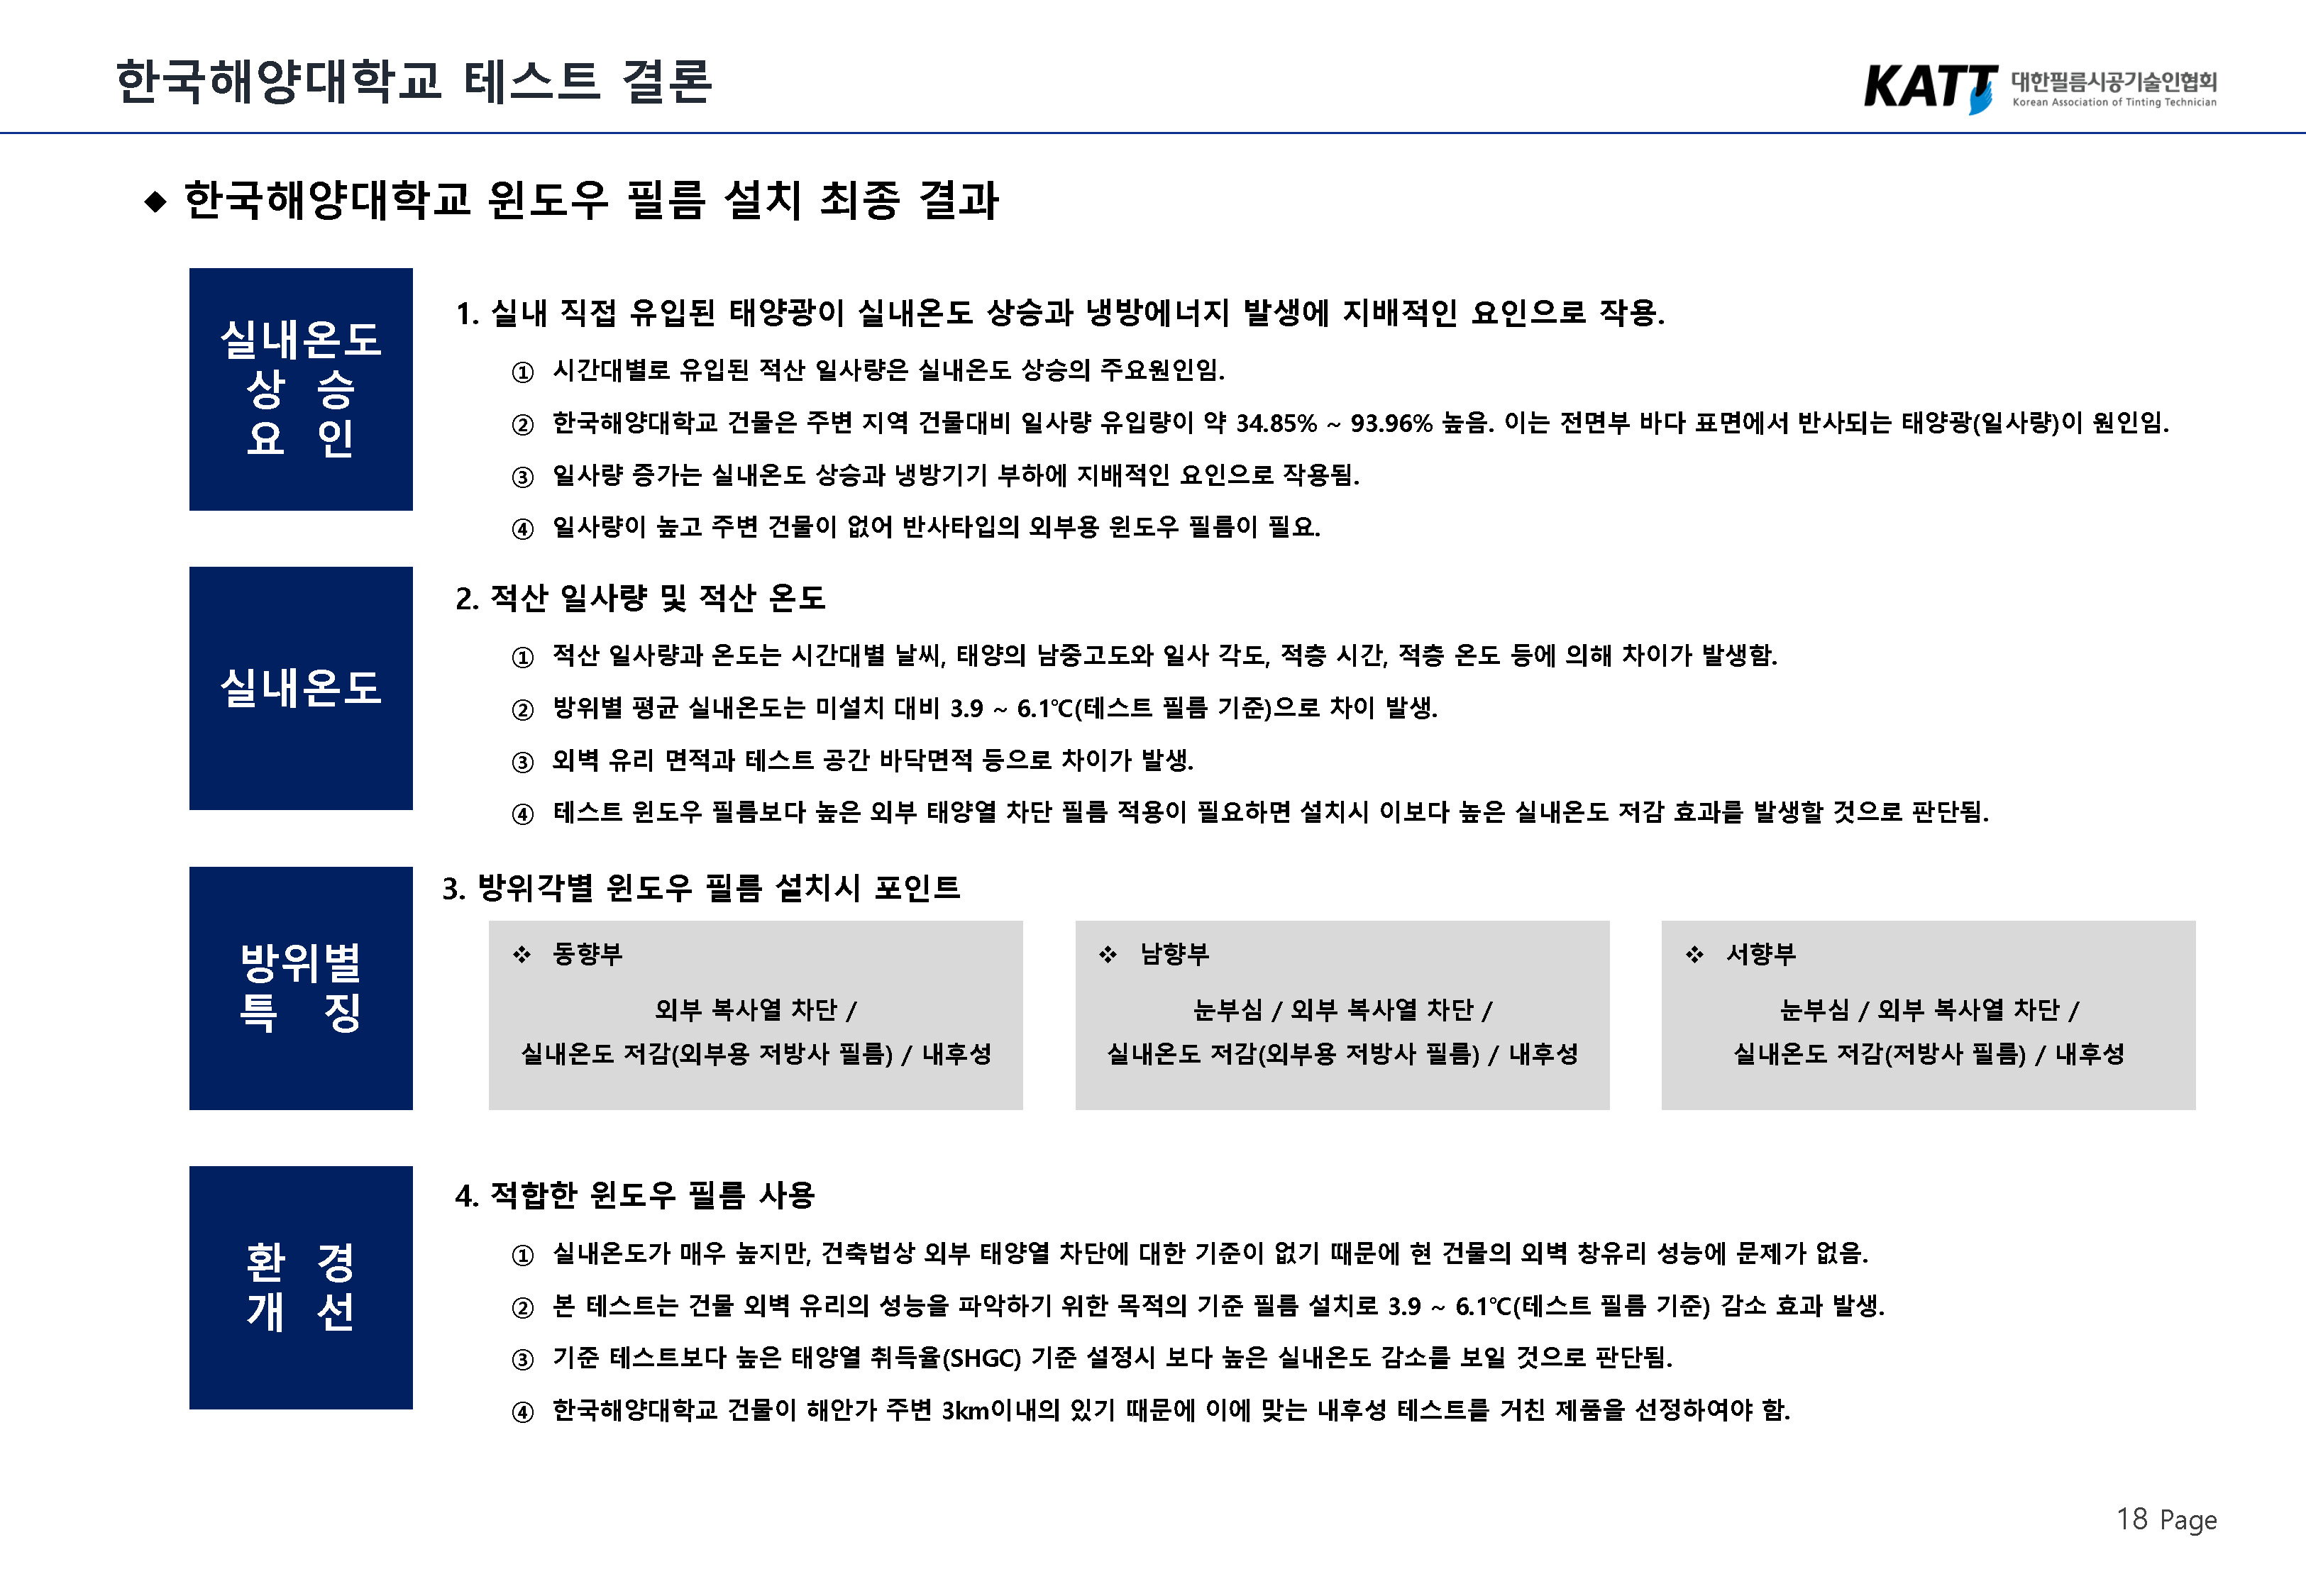 한국해양대학교 테스트 결론
KATT 대한필름시공기술인협회
Korean Association of Tinting Technician
◆ 한국해양대학교 윈도우 필름 설치 최종 결과
실내온도
상 승
요 인
1. 실내 직접 유입된 태양광이 실내온도 상승과 냉방에너지 발생에 지배적인 요인으로 작용.
① 시간대별로 유입된 적산 일사량은 실내온도 상승의 주요원인임.
② 한국해양대학교 건물은 주변 지역 건물대비 일사량 유입량이 약 34.85% ~ 93.96% 높음. 이는 전면부 바다 표면에서 반사되는 태양광(일사량)이 원인임.
③ 일사량 증가는 실내온도 상승과 냉방기기 부하에 지배적인 요인으로 작용됨.
④ 일사량이 높고 주변 건물이 없어 반사타입의 외부용 윈도우 필름이 필요.
실내온도
2. 적산 일사량 및 적산 온도
① 적산 일사량과 온도는 시간대별 날씨, 태양의 남중고도와 일사 각도, 적층 시간, 적층 온도 등에 의해 차이가 발생함.
② 방위별 평균 실내온도는 미설치 대비 3.9 ~ 6.1℃(테스트 필름 기준)으로 차이 발생.
③ 외벽 유리 면적과 테스트 공간 바닥면적 등으로 차이가 발생.
④ 테스트 윈도우 필름보다 높은 외부 태양열 차단 필름 적용이 필요하면 설치시 이보다 높은 실내온도 저감 효과를 발생할 것으로 판단됨.
방위별
특 징
3. 방위각별 윈도우 필름 설치시 포인트
❖ 동향부
외부 복사열 차단 /
실내온도 저감(외부용 저방사 필름) / 내후성
❖ 남향부
눈부심 / 외부 복사열 차단 /
실내온도 저감(외부용 저방사 필름) / 내후성
❖ 서향부
눈부심 / 외부 복사열 차단 /
실내온도 저감(저방사 필름) / 내후성
환 경
개 선
4. 적합한 윈도우 필름 사용
① 실내온도가 매우 높지만, 건축법상 외부 태양열 차단에 대한 기준이 없기 때문에 현 건물의 외벽 창유리 성능에 문제가 없음.
② 본 테스트는 건물 외벽 유리의 성능을 파악하기 위한 목적의 기준 필름 설치로 3.9 ~ 6.1℃(테스트 필름 기준) 감소 효과 발생.
③ 기준 테스트보다 높은 태양열 취득율(SHGC) 기준 설정시 보다 높은 실내온도 감소를 보일 것으로 판단됨.
④ 한국해양대학교 건물이 해안가 주변 3km이내의 있기 때문에 이에 맞는 내후성 테스트를 거친 제품을 선정하여야 함.
18 Page